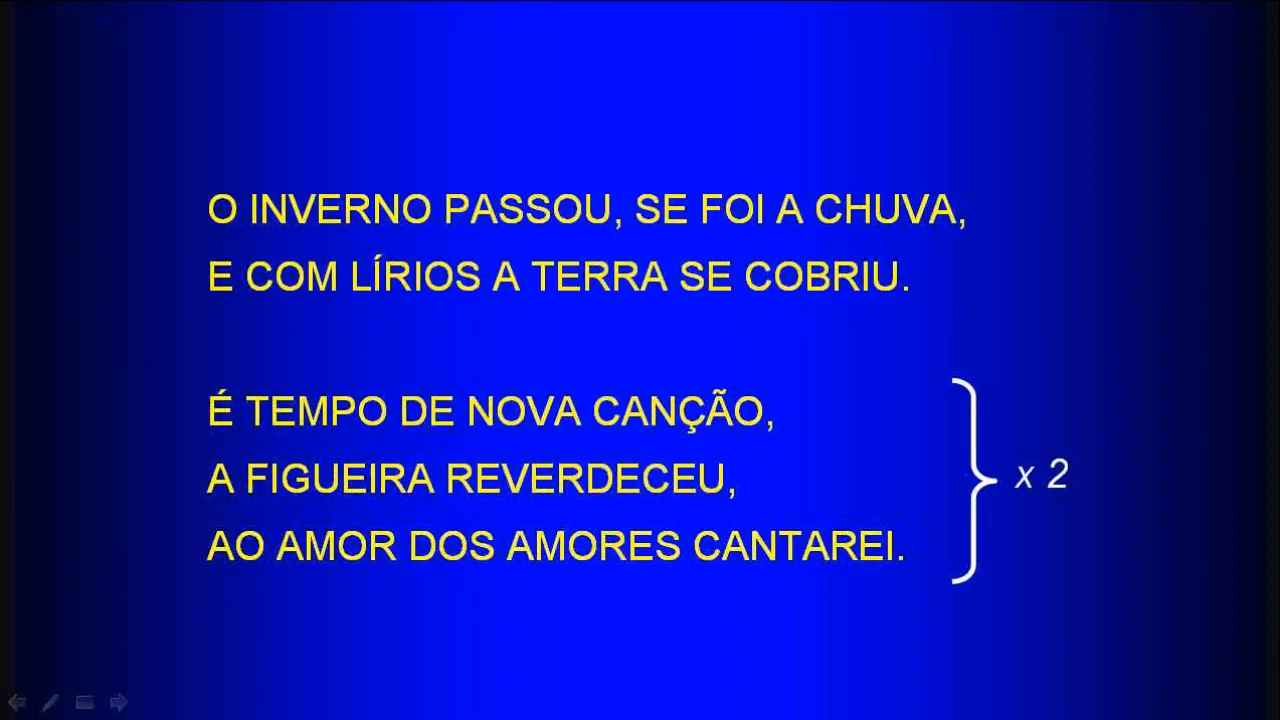 O INVERNO PASSOU, SE FOI A CHUVA,
E COM LÍRIOS A TERRA SE COBRIU.
É TEMPO DE NOVA CANÇÃO,
A FIGUEIRA REVERDECEU,
x 2
AO AMOR DOS AMORES CANTAREI.